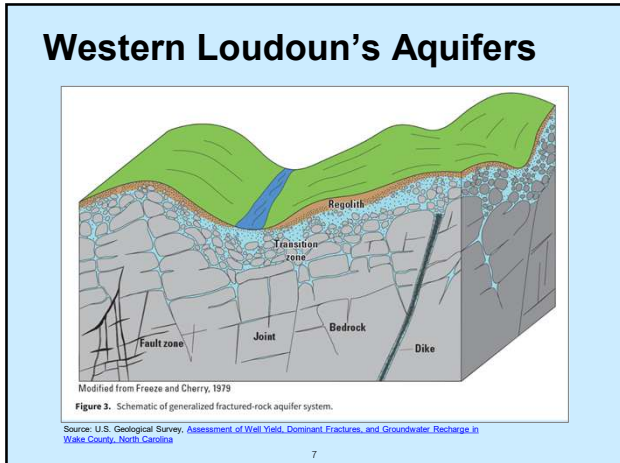 Western Loudoun's Aquifers
Regolith
Transition
zone
Bedrock
Fault zone
Joint
Dike
Modified from Freeze and Cherry, 1979
Figure 3. Schematic of generalized fractured-rock aquifer system.
Source: U.S. Geological Survey, Assessment of Well Yield, Dominant Fractures, and Groundwater Recharge in
Wake County, North Carolina
7